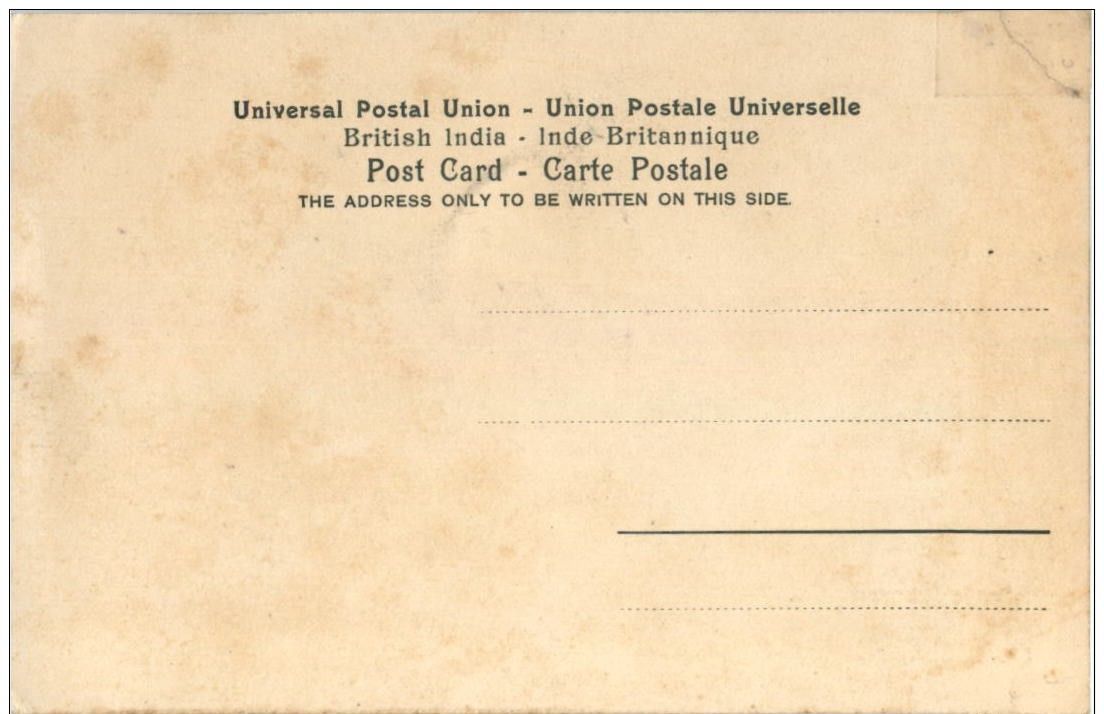 Universal Postal Union - Union Postale Universelle
British India - Inde Britannique
Post Card - Carte Postale
THE ADDRESS ONLY TO BE WRITTEN ON THIS SIDE.